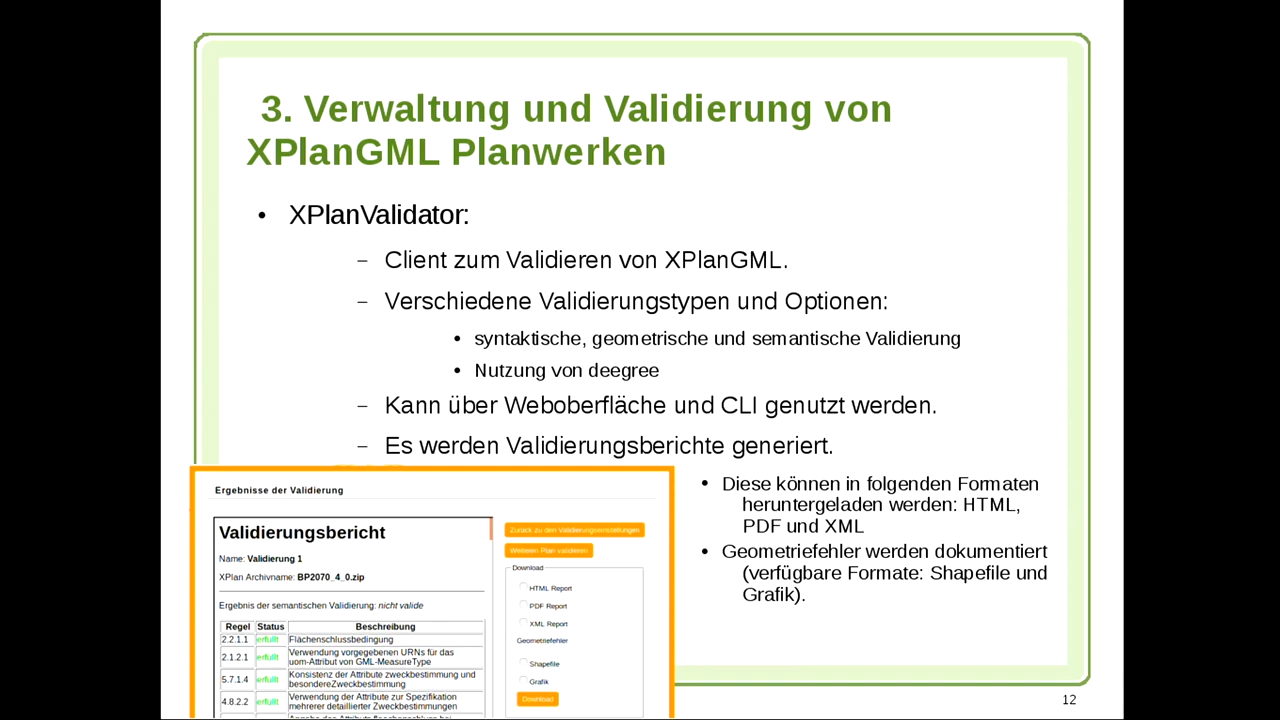 3. Verwaltung und Validierung von
XPlanGML Planwerken
• XPlanValidator:
– Client zum Validieren von XPlanGML.
– Verschiedene Validierungstypen und Optionen:
• syntaktische, geometrische und semantische Validierung
• Nutzung von deegree
– Kann über Weboberfläche und CLI genutzt werden.
– Es werden Validierungsberichte generiert.
• Diese können in folgenden Formaten
heruntergeladen werden: HTML,
PDF und XML
• Geometriefehler werden dokumentiert
(verfügbare Formate: Shapefile und
Grafik).
Ergebnisse der Validierung
Validierungsbericht
Name: Validierung 1
XPlan Archivname: BP2070_4_0.zip
Ergebnis der semantischen Validierung: nicht valide
Regel Status Beschreibung
2.2.1.1 erfüllt Flächenschlussbedingung
2.1.2.1 erfüllt Verwendung vorgegebenen URNs für das
uom-Attribut von GML-MeasureType
5.7.1.4 erfüllt Konsistenz der Attribute zweckbestimmung und
besondereZweckbestimmung
4.8.2.2 erfüllt Verwendung der Attribute zur Spezifikation
mehrerer detaillierter Zweckbestimmungen
Zurück zu den Validierungseinstellungen
Weiteren Plan validieren
Download
HTML Report
PDF Report
XML Report
Geometriefehler
Shapefile
Grafik
Download
12